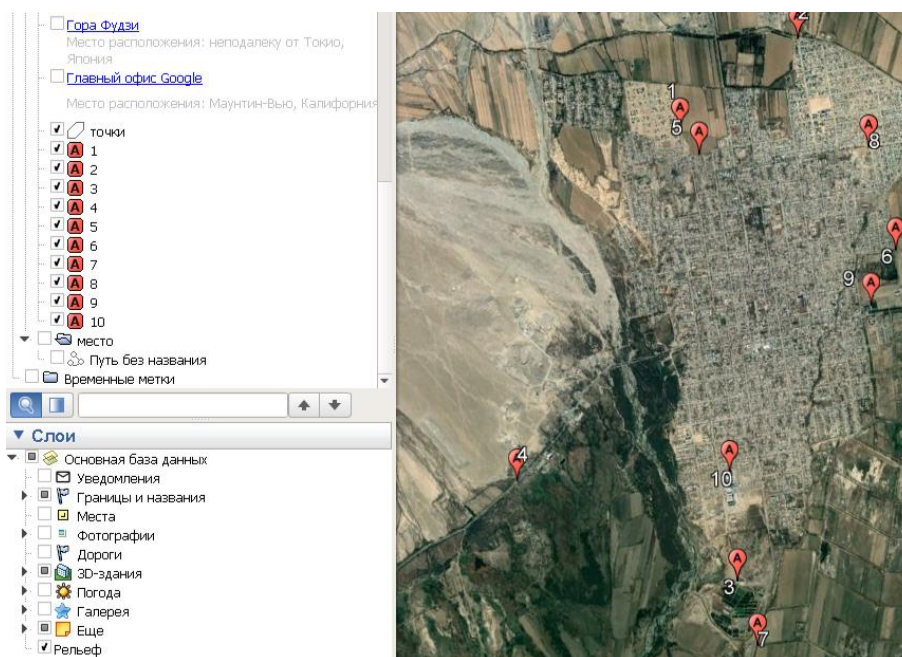 Гора Фудзи
Место расположения: неподалеку от Токио,
Япония
Главный офис Google
Место расположения: Маунтин-Вью, Калифорния
точки
A 1
A 2
A 3
A 4
A 5
A 6
A 7
A 8
A 9
A 10
место
Путь без названия
Временные метки
Слои
Основная база данных
Уведомления
Границы и названия
Места
Фотографии
Дороги
3D-здания
Погода
Галерея
Еще
Рельеф
A 2
1 A
5 A
A 8
A 6
9 A
A 4
A 10
A 3
A 7